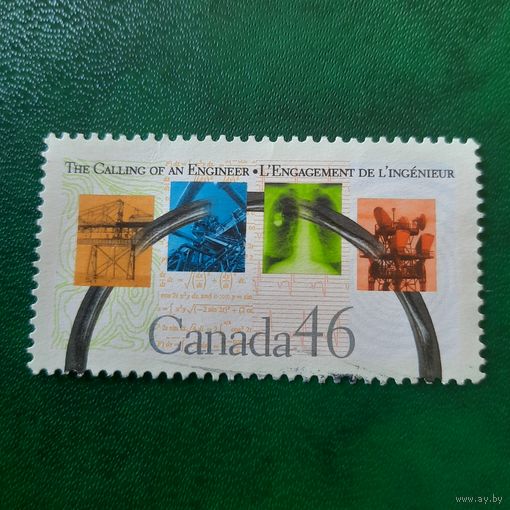 THE CALLING OF AN ENGINEER • L'ENGAGEMENT DE L'INGÉNIEUR
Canada46
www.ay.by